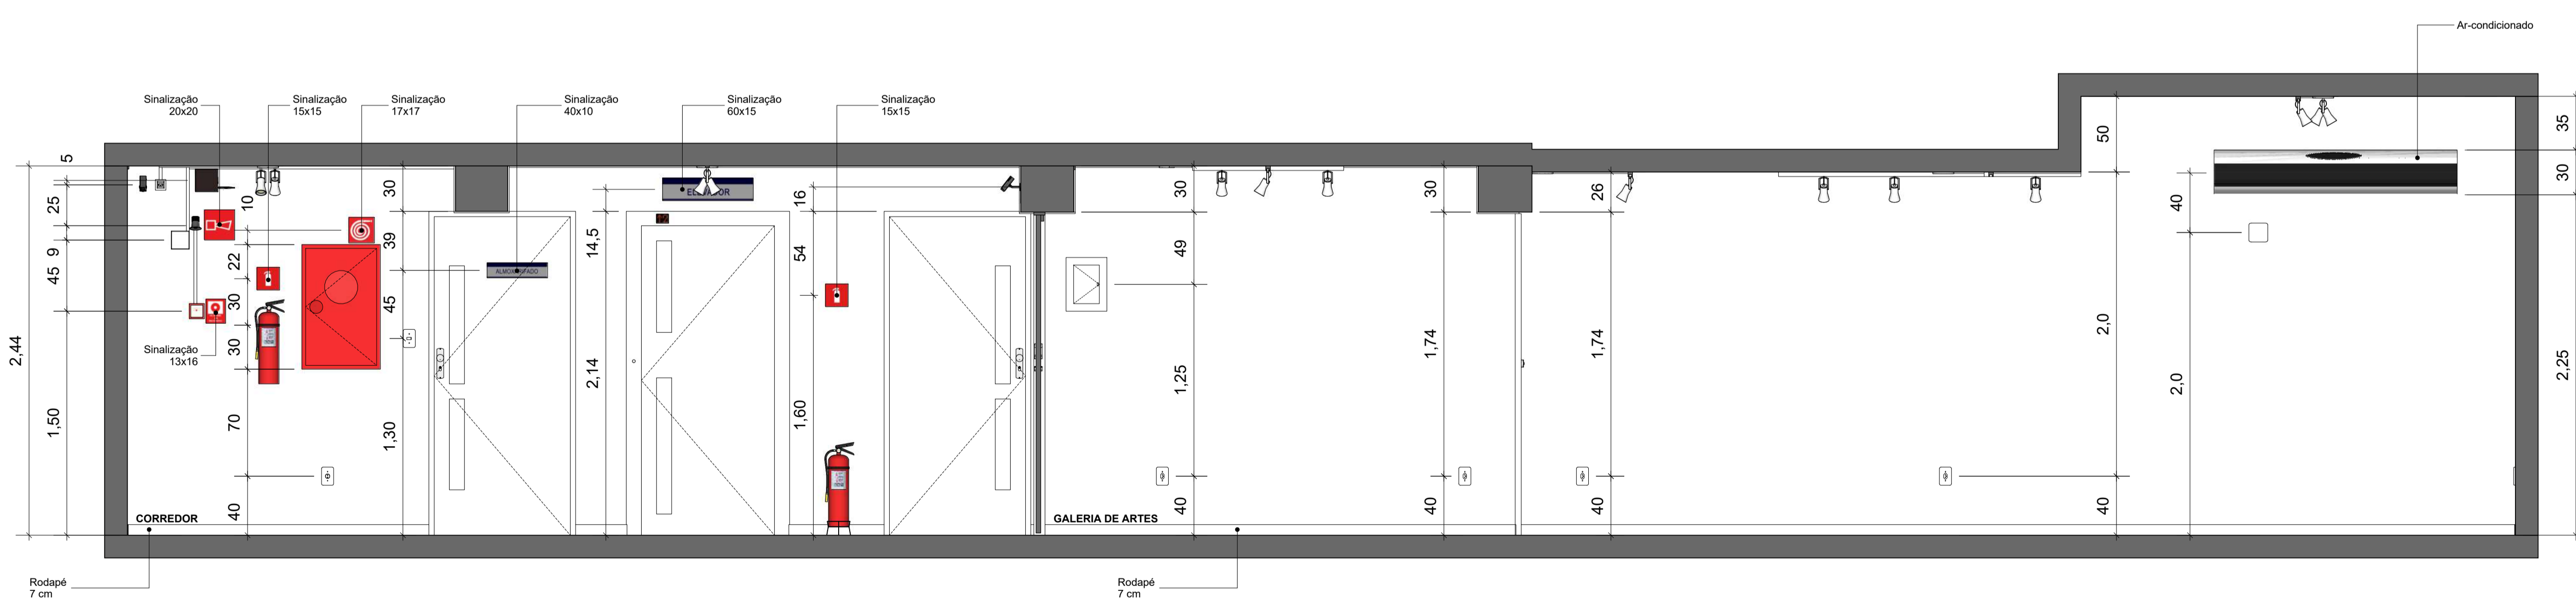 Ar-condicionado
Sinalização
20x20
Sinalização
15x15
Sinalização
17x17
Sinalização
40x10
Sinalização
60x15
Sinalização
15x15
5
25
9
45
2,44
1,50
10
22
30
30
70
40
30
39
45
1,30
Sinalização
13x16
ALMOXARIFADO
ELEVADOR
12
14,5
2,14
16
54
1,60
30
49
1,25
40
30
1,74
40
26
1,74
40
50
2,0
40
40
2,0
35
30
2,25
CORREDOR
GALERIA DE ARTES
Rodapé
7 cm
Rodapé
7 cm